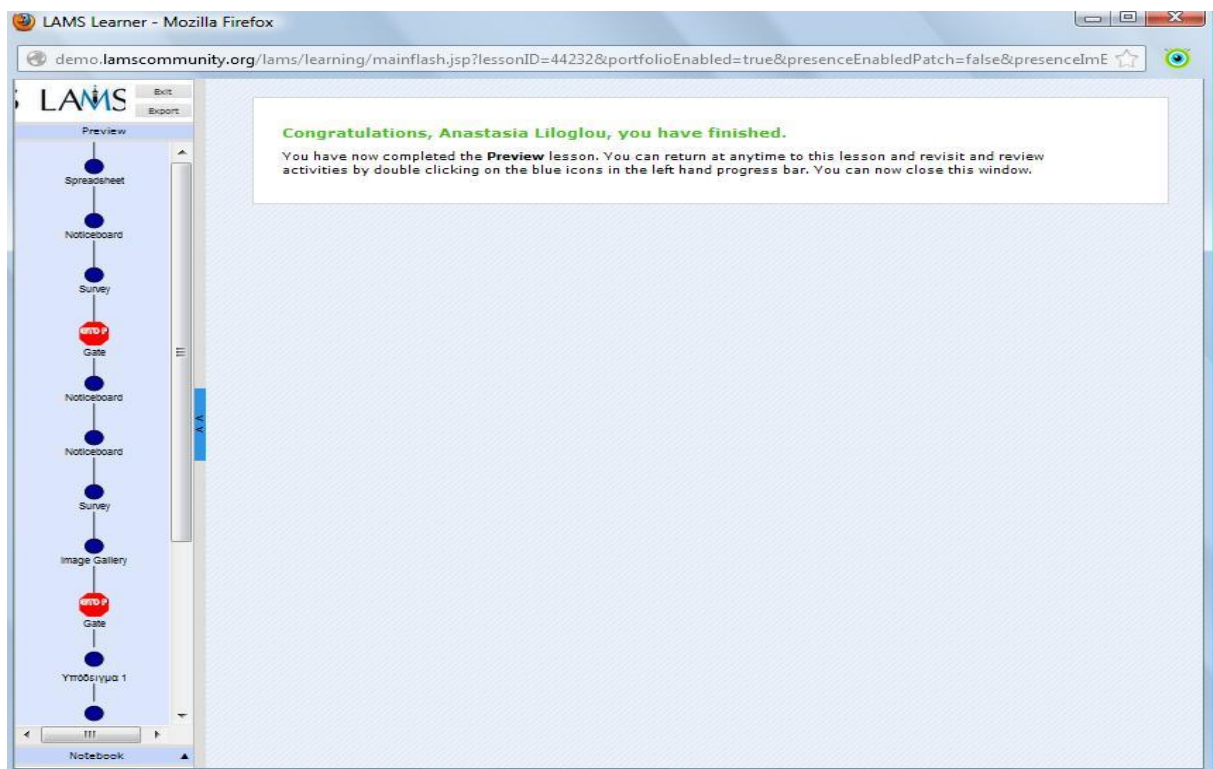 LAMS Learner - Mozilla Firefox
demo.lamscommunity.org/lams/learning/mainflash.jsp?lessonID=44232&portfolioEnabled=true&presenceEnabledPatch=false&presenceImE
LAMS
Exit
Export
Preview
Spreadsheet
Noticeboard
Survey
STOP
Gate
Noticeboard
Noticeboard
Survey
Image Gallery
STOP
Gate
Υπόδειγμα 1
Notebook
Congratulations, Anastasia Liloglou, you have finished.
You have now completed the Preview lesson. You can return at anytime to this lesson and revisit and review
activities by double clicking on the blue icons in the left hand progress bar. You can now close this window.